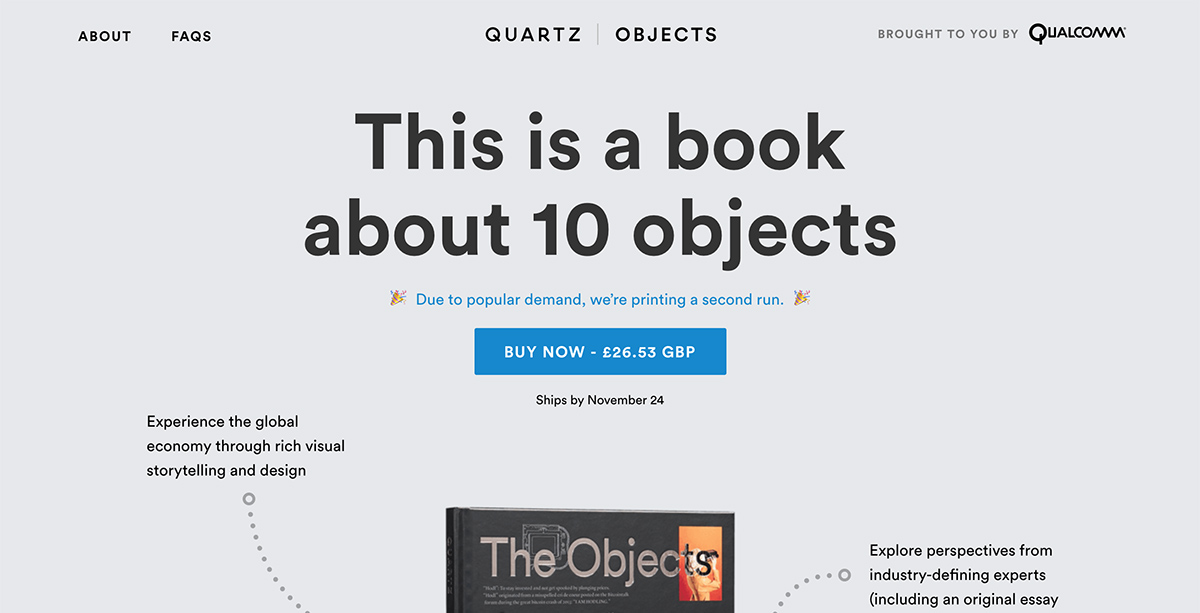 ABOUT
FAQS
QUARTZ | OBJECTS
BROUGHT TO YOU BY QUALCOMM
This is a book
about 10 objects
🎉 Due to popular demand, we’re printing a second run. 🎉
BUY NOW - £26.53 GBP
Ships by November 24
Experience the global
economy through rich visual
storytelling and design
The Objects
Explore perspectives from
industry-defining experts
(including an original essay